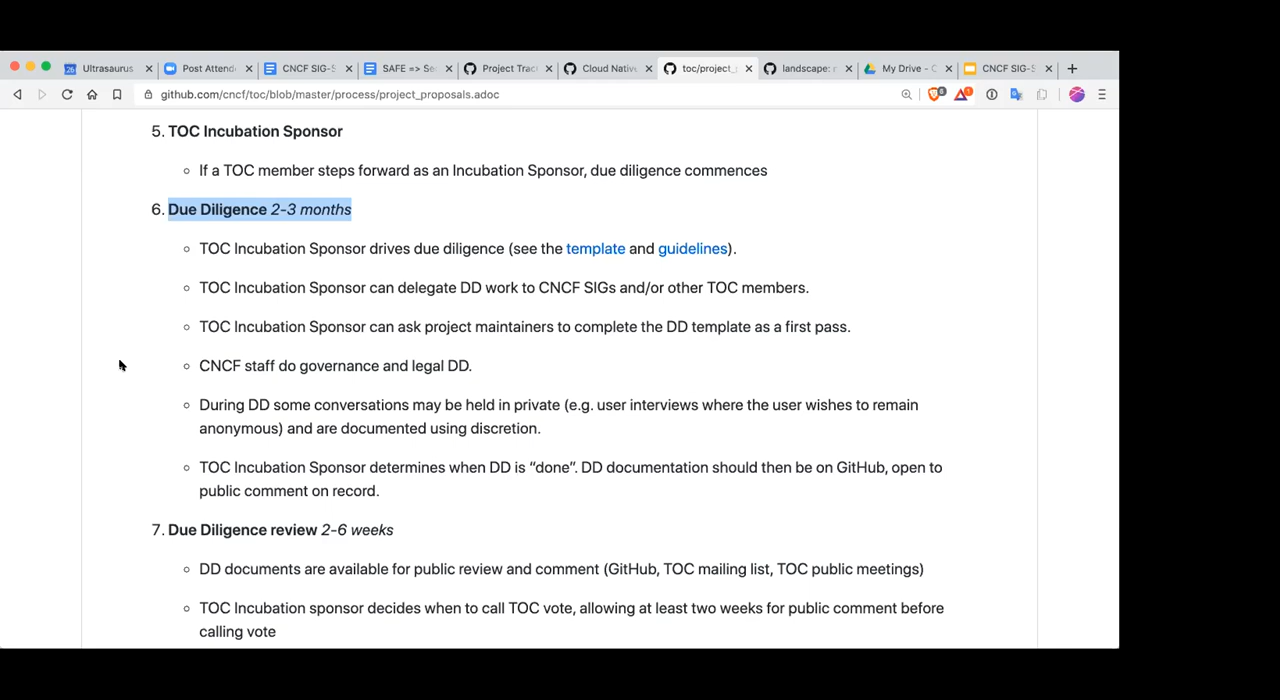 Ultrasaurus
Post Attend
CNCF SIG-S
SAFE => Se
Project Trac
Cloud Native
toc/project_
landscape: r
My Drive - C
CNCF SIG-S
github.com/cncf/toc/blob/master/process/project_proposals.adoc
5. TOC Incubation Sponsor
If a TOC member steps forward as an Incubation Sponsor, due diligence commences
6. Due Diligence 2-3 months
TOC Incubation Sponsor drives due diligence (see the template and guidelines).
TOC Incubation Sponsor can delegate DD work to CNCF SIGs and/or other TOC members.
TOC Incubation Sponsor can ask project maintainers to complete the DD template as a first pass.
CNCF staff do governance and legal DD.
During DD some conversations may be held in private (e.g. user interviews where the user wishes to remain
anonymous) and are documented using discretion.
TOC Incubation Sponsor determines when DD is “done”. DD documentation should then be on GitHub, open to
public comment on record.
7. Due Diligence review 2-6 weeks
DD documents are available for public review and comment (GitHub, TOC mailing list, TOC public meetings)
TOC Incubation sponsor decides when to call TOC vote, allowing at least two weeks for public comment before
calling vote